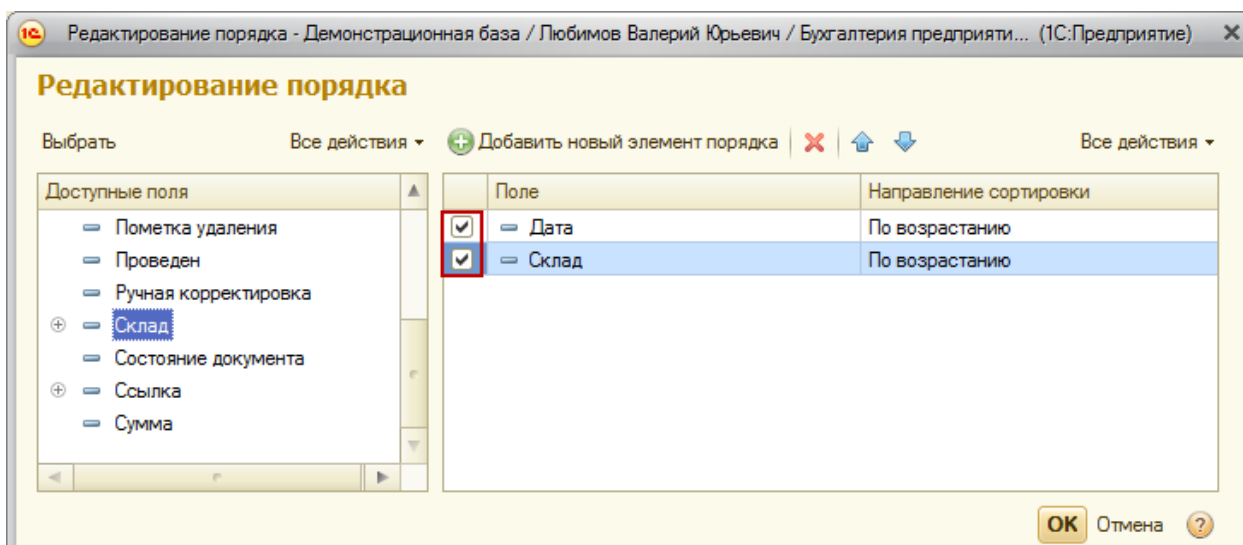 1С Редактирование порядка - Демонстрационная база / Любимов Валерий Юрьевич / Бухгалтерия предприяти... (1С:Предприятие)
Редактирование порядка
Выбрать Все действия Добавить новый элемент порядка Все действия
Доступные поля Поле Направление сортировки
Пометка удаления Дата По возрастанию
Проведен Склад По возрастанию
Ручная корректировка
Склад
Состояние документа
Ссылка
Сумма
ОК Отмена ?